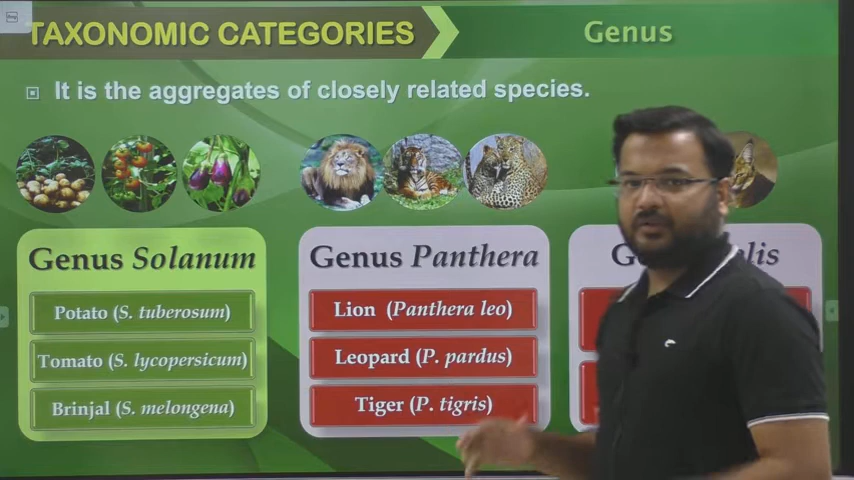 TAXONOMIC CATEGORIES
Genus
It is the aggregates of closely related species.
Genus Solanum
Potato (S. tuberosum)
Tomato (S. lycopersicum)
Brinjal (S. melongena)
Genus Panthera
Lion (Panthera leo)
Leopard (P. pardus)
Tiger (P. tigris)